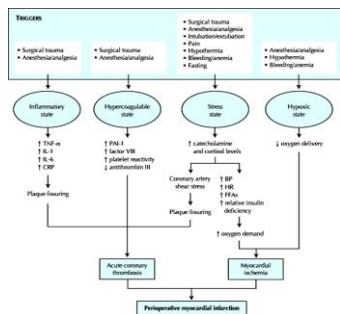 TRIGGERS
• Surgical trauma
• Anesthesia/analgesia
• Surgical trauma
• Anesthesia/analgesia
• Surgical trauma
• Anesthesia/analgesia
• Intubation/extubation
• Pain
• Hypothermia
• Bleeding/anemia
• Fasting
• Anesthesia/analgesia
• Hypothermia
• Bleeding/anemia
Inflammatory
state
Hypercoagulable
state
Stress
state
Hypoxic
state
↑ TNF-α
↑ IL-1
↑ IL-6
↑ CRP
Plaque fissuring
↑ PAI-1
↑ factor VIII
↑ platelet reactivity
↓ antithrombin III
↑ catecholamine
and cortisol levels
Coronary artery
shear stress
Plaque fissuring
↑ BP
↑ HR
↑ FFAs
↑ relative insulin
deficiency
↑ oxygen demand
↓ oxygen delivery
Acute coronary
thrombosis
Myocardial
ischemia
Perioperative myocardial infarction